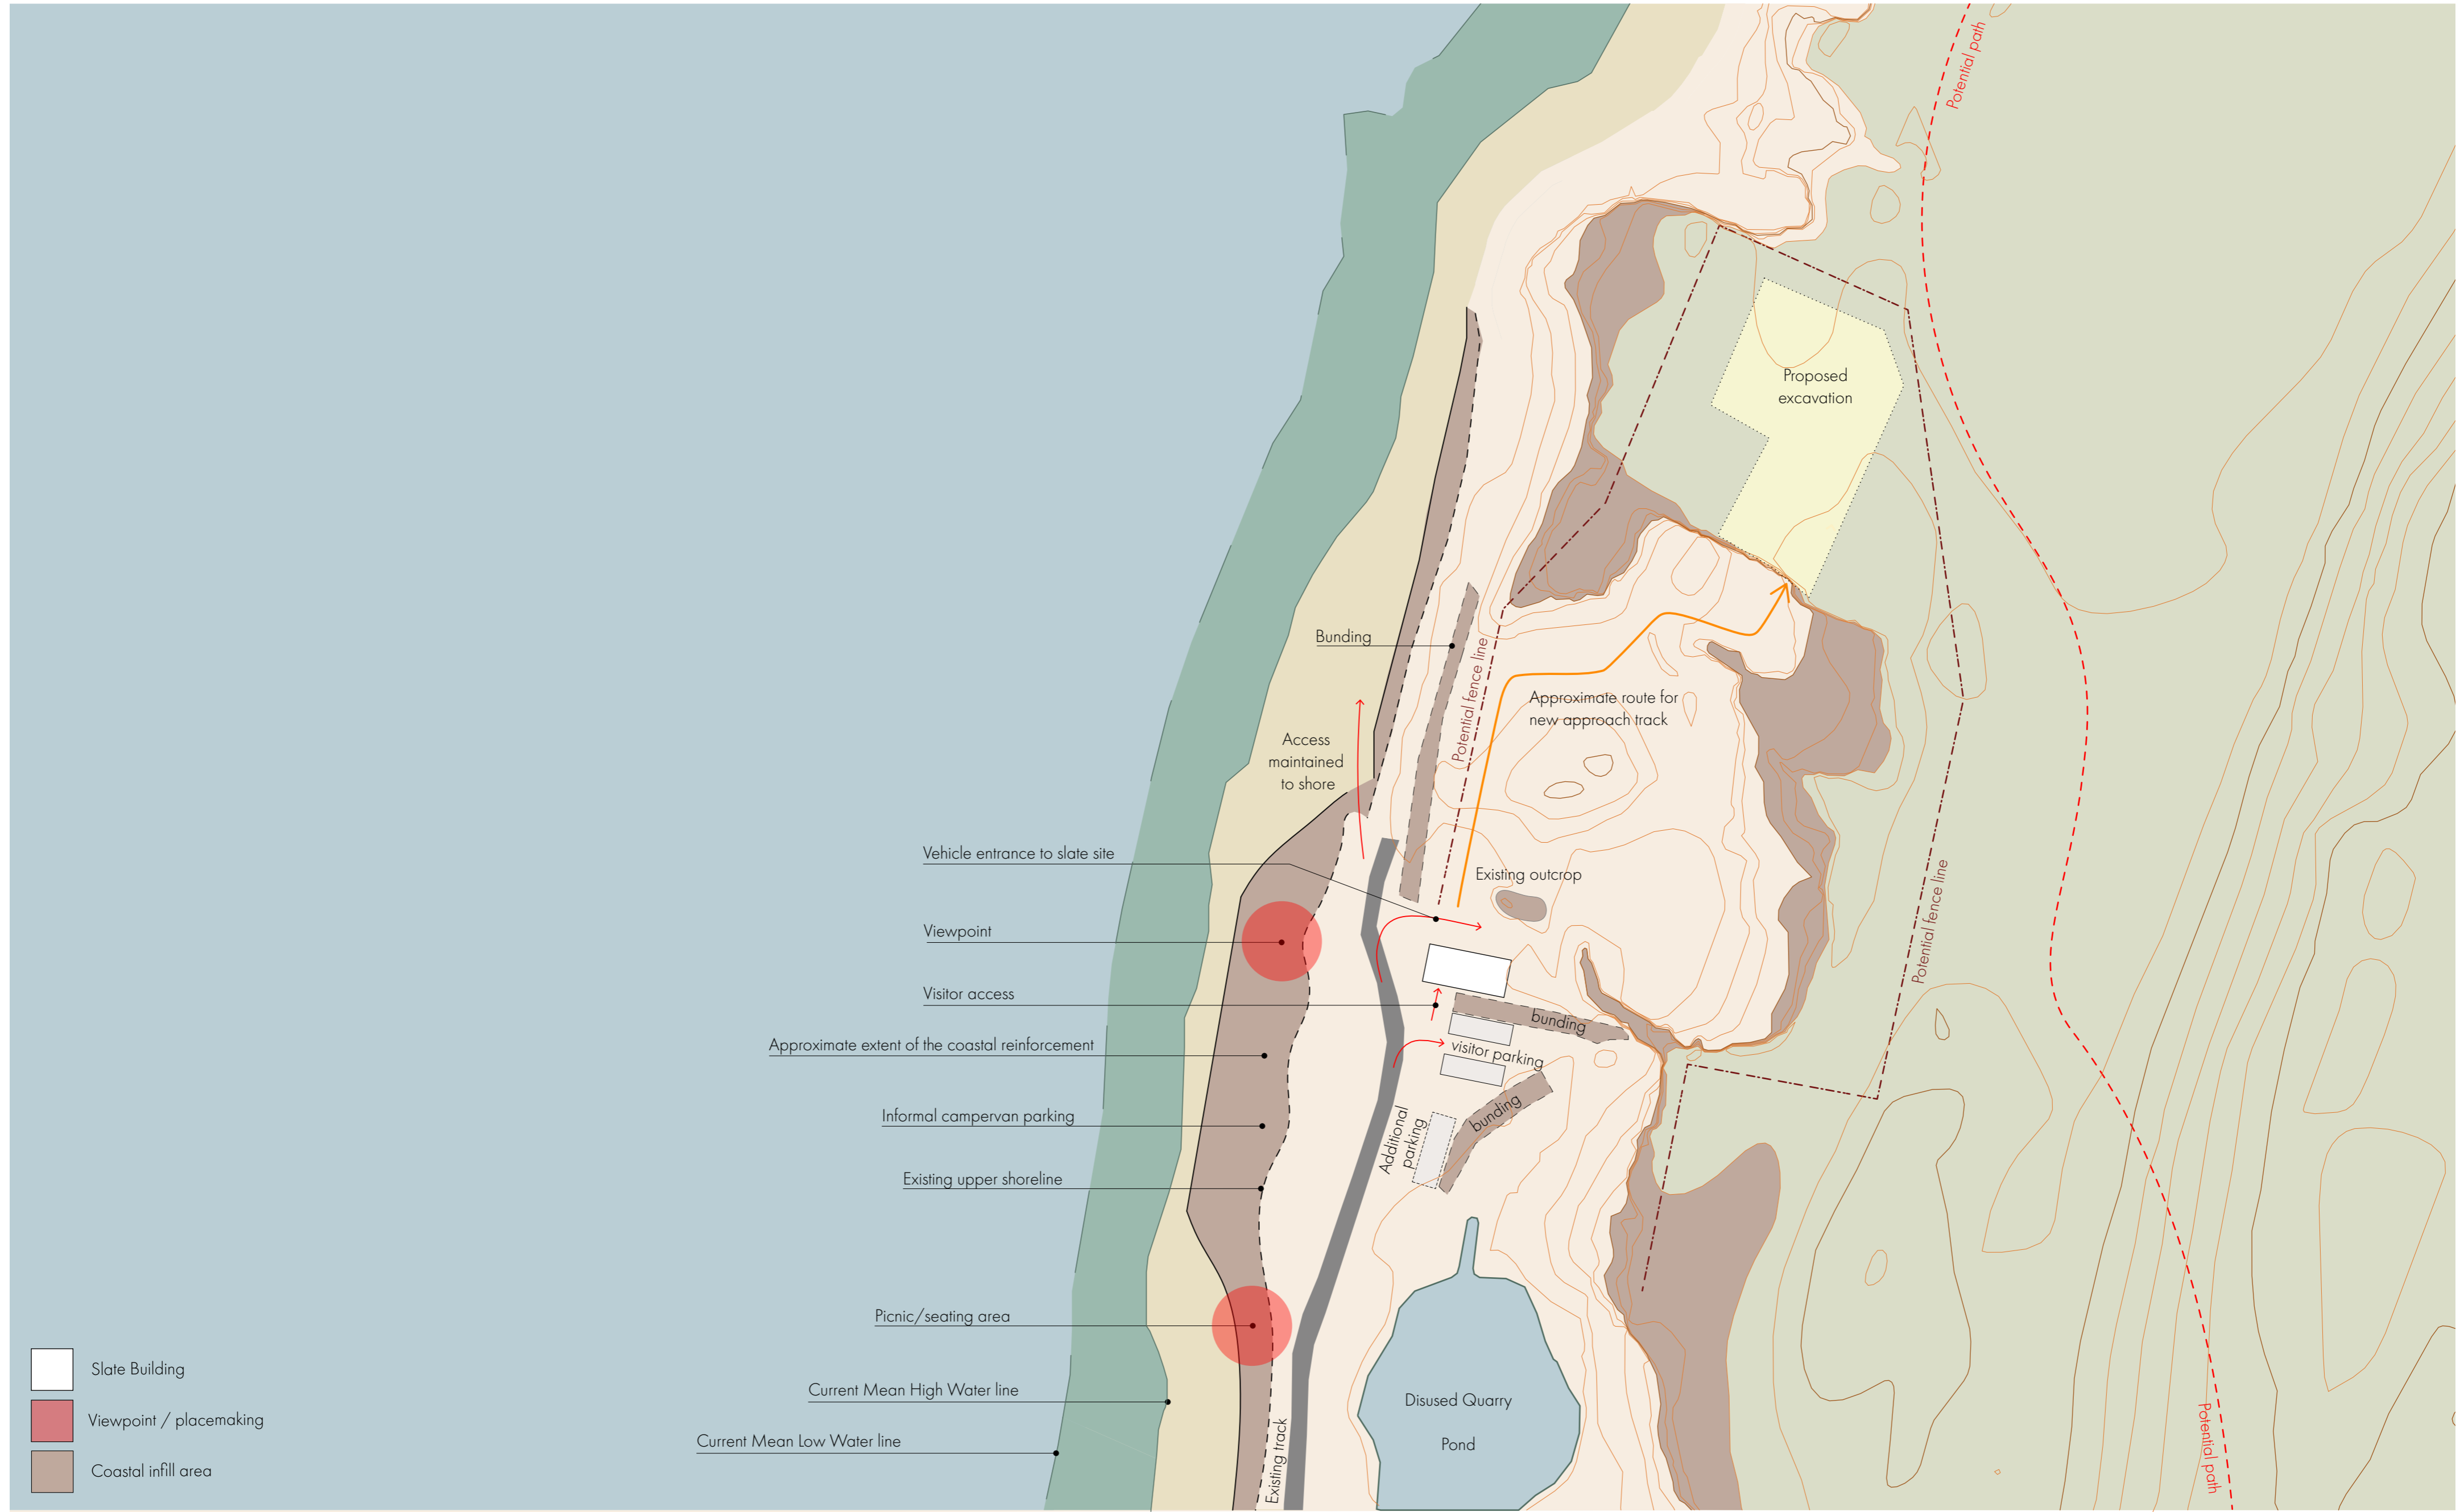 Potential path
Proposed
excavation
Bunding
Potential fence line
Approximate route for
new approach track
Access
maintained
to shore
Vehicle entrance to slate site
Existing outcrop
Viewpoint
Potential fence line
Visitor access
bunding
Approximate extent of the coastal reinforcement
visitor parking
Informal campervan parking
Additional
parking
bunding
Existing upper shoreline
Picnic/seating area
Slate Building
Current Mean High Water line
Disused Quarry
Pond
Viewpoint / placemaking
Current Mean Low Water line
Existing track
Potential path
Coastal infill area